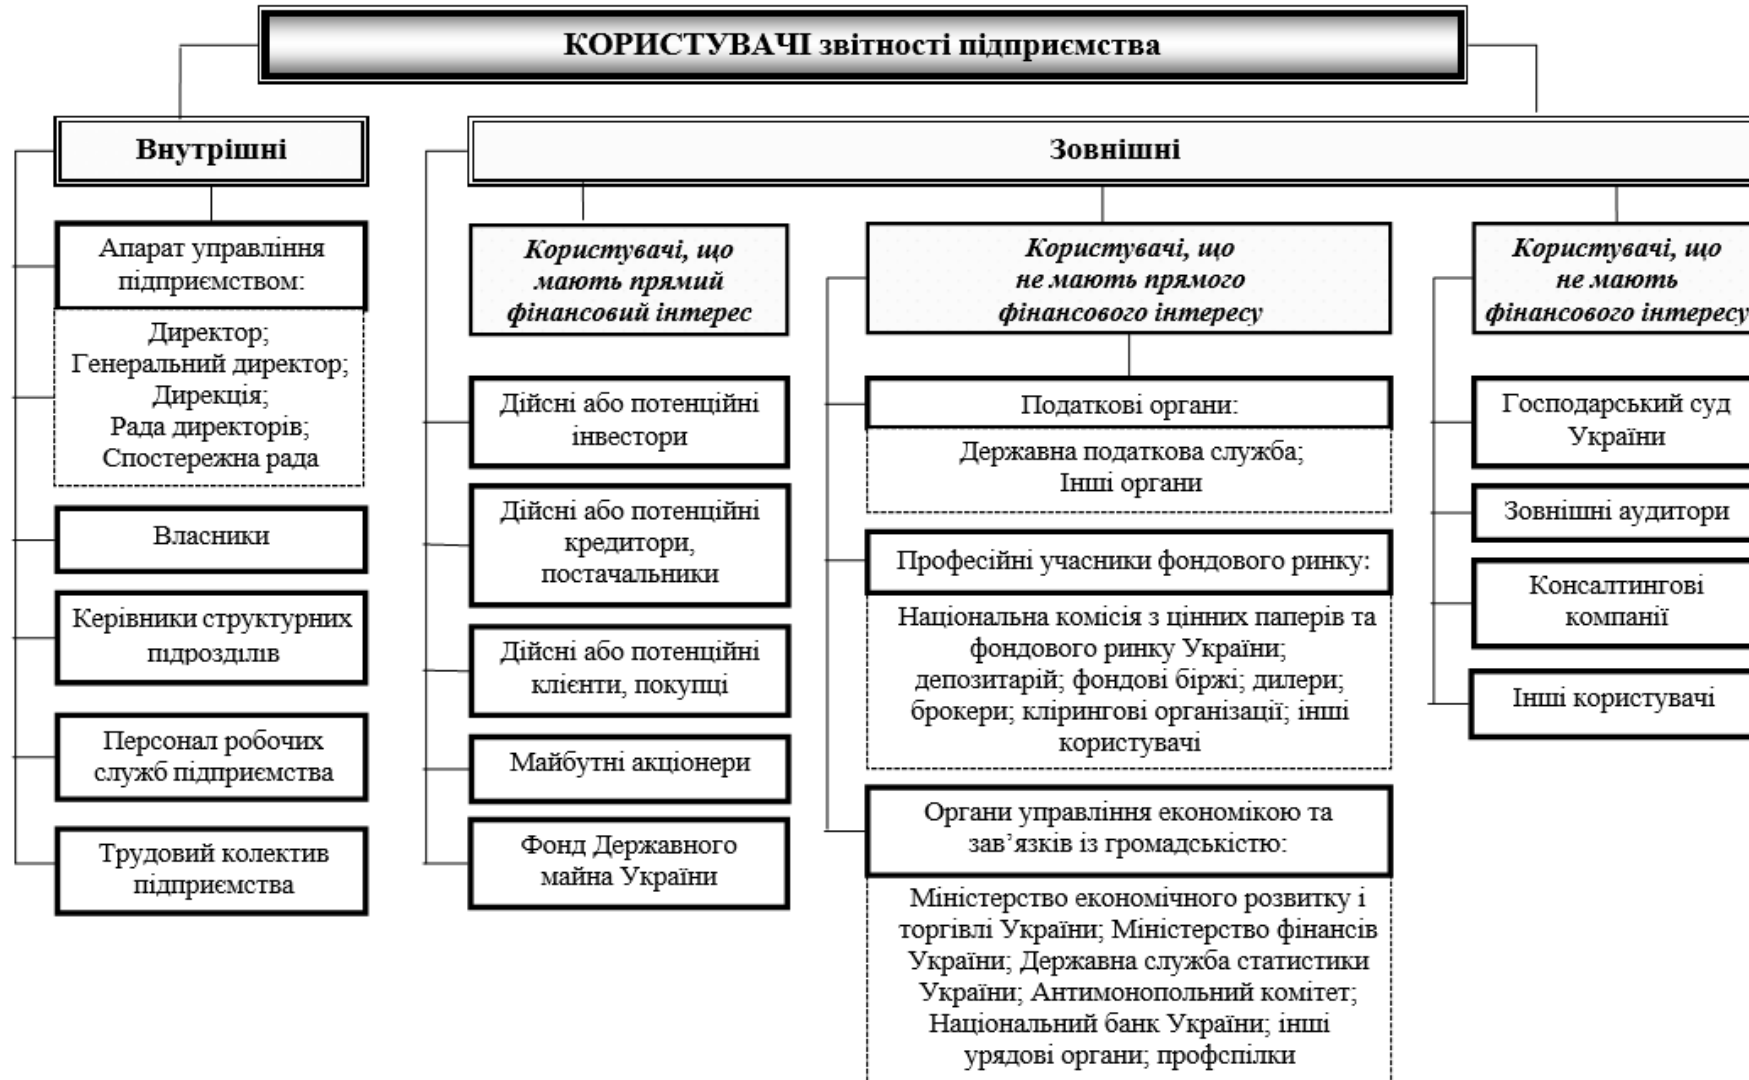 КОРИСТУВАЧІ звітності підприємства
Внутрішні
Апарат управління
підприємством:
Директор;
Генеральний директор;
Дирекція;
Рада директорів;
Спостережна рада
Власники
Керівники структурних
підрозділів
Персонал робочих
служб підприємства
Трудовий колектив
підприємства
Зовнішні
Користувачі, що
мають прямий
фінансовий інтерес
Дійсні або потенційні
інвестори
Дійсні або потенційні
кредитори,
постачальники
Дійсні або потенційні
клієнти, покупці
Майбутні акціонери
Фонд Державного
майна України
Користувачі, що
не мають прямого
фінансового інтересу
Податкові органи:
Державна податкова служба;
Інші органи
Професійні учасники фондового ринку:
Національна комісія з цінних паперів та
фондового ринку України;
депозитарій; фондові біржі; дилери;
брокери; клірингові організації; інші
користувачі
Органи управління економікою та
зав’язків із громадськістю:
Міністерство економічного розвитку і
торгівлі України; Міністерство фінансів
України; Державна служба статистики
України; Антимонопольний комітет;
Національний банк України; інші
урядові органи; профспілки
Користувачі, що
не мають
фінансового інтересу
Господарський суд
України
Зовнішні аудитори
Консалтингові
компанії
Інші користувачі